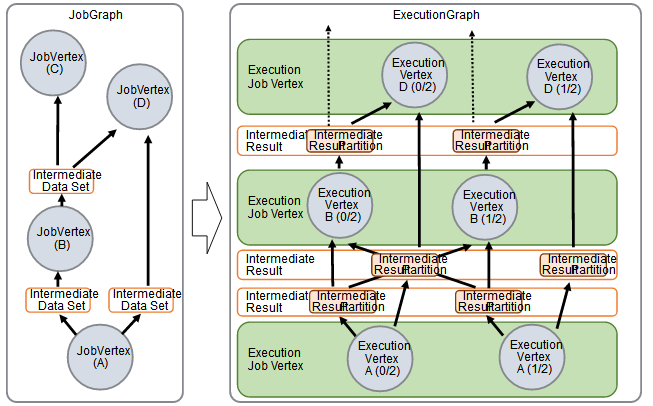 JobGraph
JobVertex
(C)
JobVertex
(D)
Intermediate
Data Set
JobVertex
(B)
Intermediate
Data Set
Intermediate
Data Set
JobVertex
(A)
ExecutionGraph
Execution
Job Vertex
Execution
Vertex
D (0/2)
Execution
Vertex
D (1/2)
Intermediate
Result
Intermediate
Result Partition
Intermediate
Result Partition
Execution
Job Vertex
Execution
Vertex
B (0/2)
Execution
Vertex
B (1/2)
Intermediate
Result
Intermediate
Result Partition
Intermediate
Result Partition
Intermediate
Result
Intermediate
Result Partition
Intermediate
Result Partition
Execution
Job Vertex
Execution
Vertex
A (0/2)
Execution
Vertex
A (1/2)